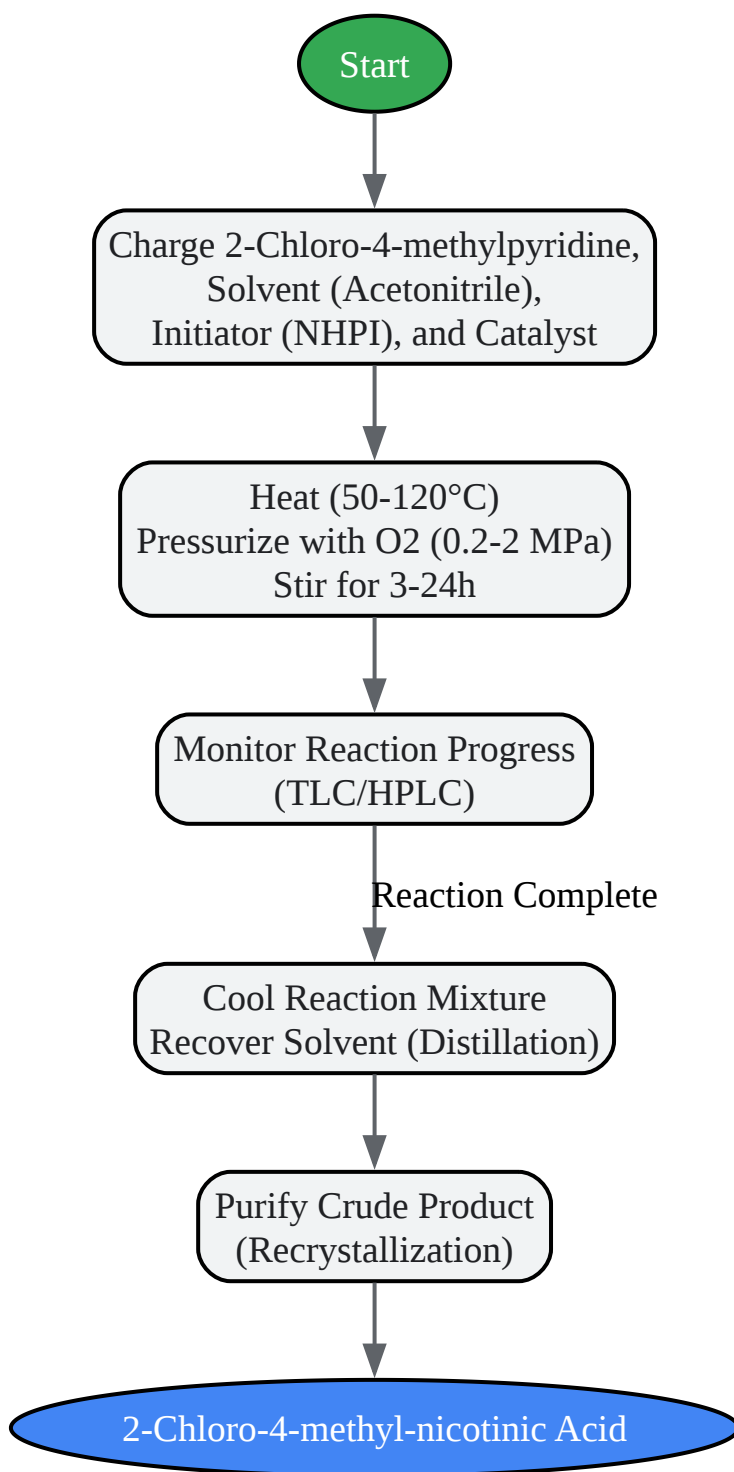 Start
Charge 2-Chloro-4-methylpyridine,
Solvent (Acetonitrile),
Initiator (NHPI), and Catalyst
Heat (50-120°C)
Pressurize with O2 (0.2-2 MPa)
Stir for 3-24h
Monitor Reaction Progress
(TLC/HPLC)
Reaction Complete
Cool Reaction Mixture
Recover Solvent (Distillation)
Purify Crude Product
(Recrystallization)
2-Chloro-4-methyl-nicotinic Acid